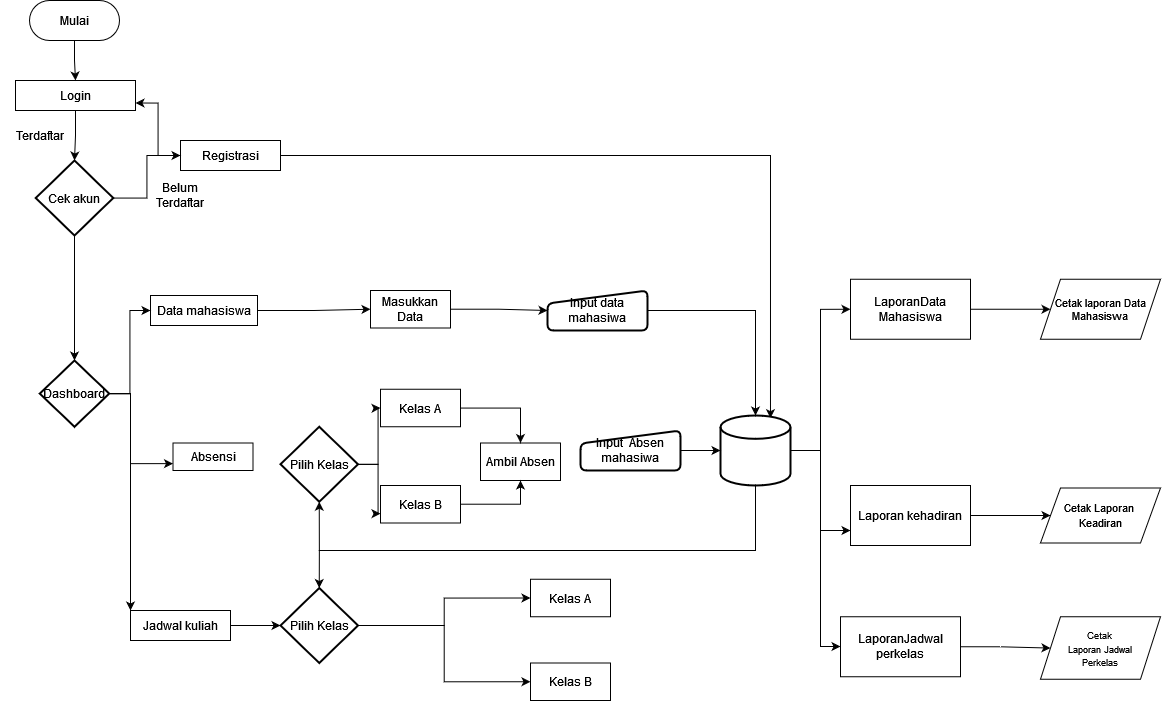 Mulai
Login
Terdaftar
Registrasi
Cek akun
Belum
Terdaftar
Data mahasiswa
Masukkan
Data
Input data
mahasiwa
LaporanData
Mahasiswa
Cetak laporan Data
Mahasiswa
Dashboard
Absensi
Pilih Kelas
Kelas A
Kelas B
Ambil Absen
Input Absen
mahasiwa
Laporan kehadiran
Cetak Laporan
Keadiran
Jadwal kuliah
Pilih Kelas
Kelas A
Kelas B
LaporanJadwal
perkelas
Cetak
Laporan Jadwal
Perkelas